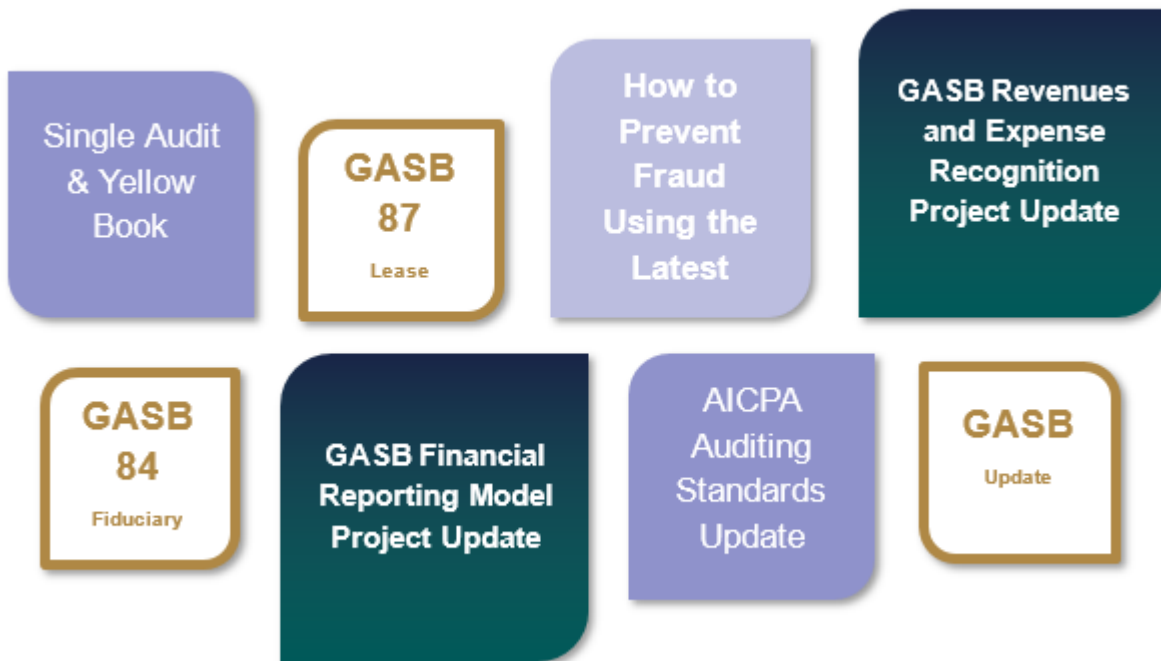 Single Audit
& Yellow
Book
GASB
87
Lease
How to
Prevent
Fraud
Using the
Latest
GASB Revenues
and Expense
Recognition
Project Update
GASB
84
Fiduciary
GASB Financial
Reporting Model
Project Update
AICPA
Auditing
Standards
Update
GASB
Update